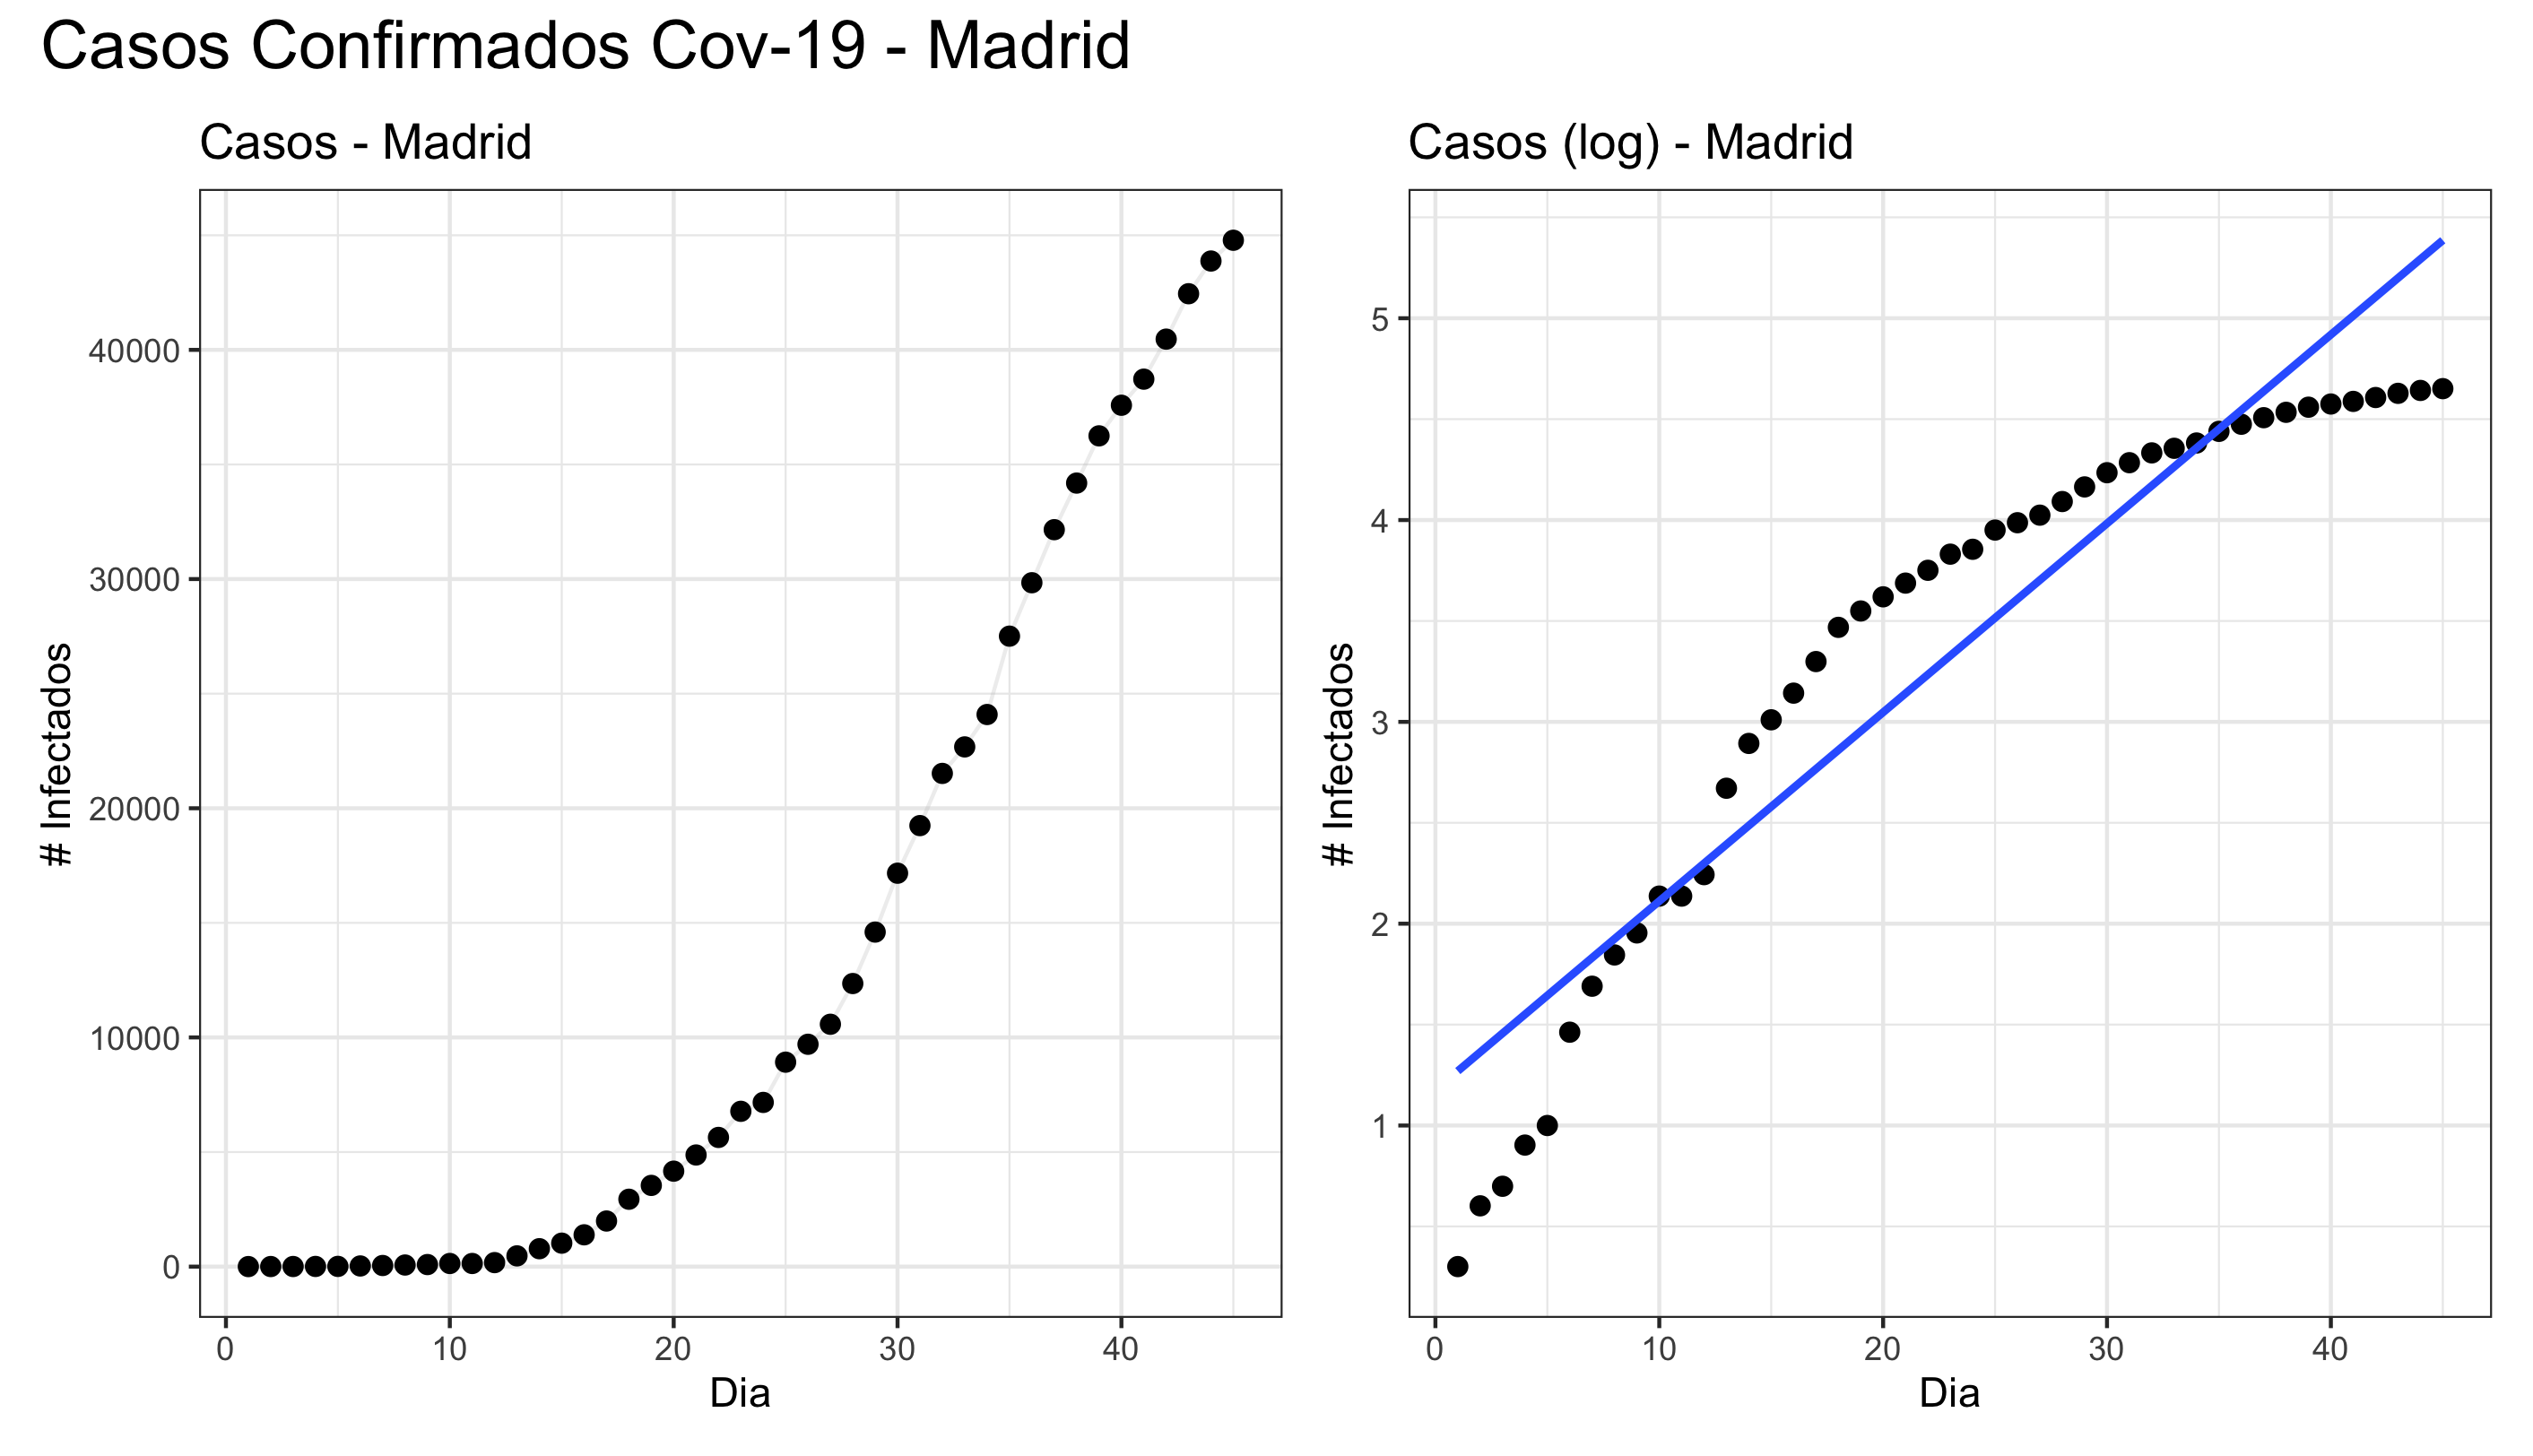 Casos Confirmados Cov-19 - Madrid
Casos - Madrid
# Infectados
40000
30000
20000
10000
0
0 10 20 30 40
Dia
Casos (log) - Madrid
# Infectados
5
4
3
2
1
0 10 20 30 40
Dia